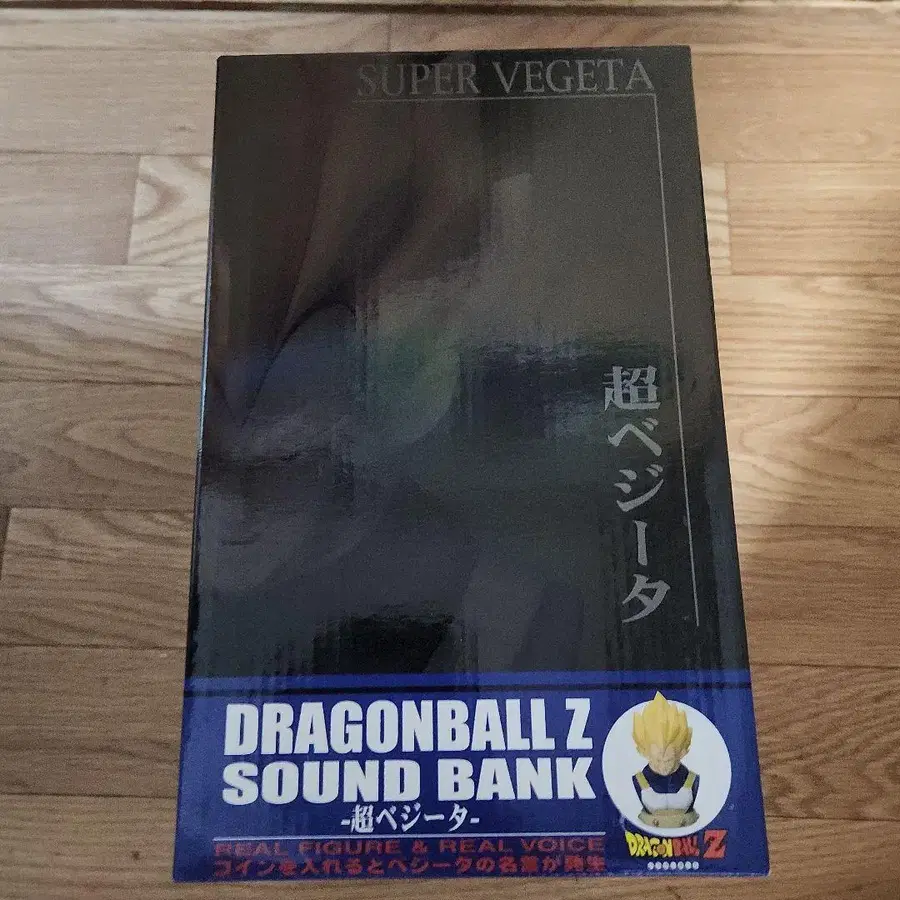 SUPER VEGETA
超ベジータ
DRAGONBALL Z
SOUND BANK
-超ベジータ-
REAL FIGURE & REAL VOICE
コインを入れるとベジータの名言が発生
DRAGON BALL Z